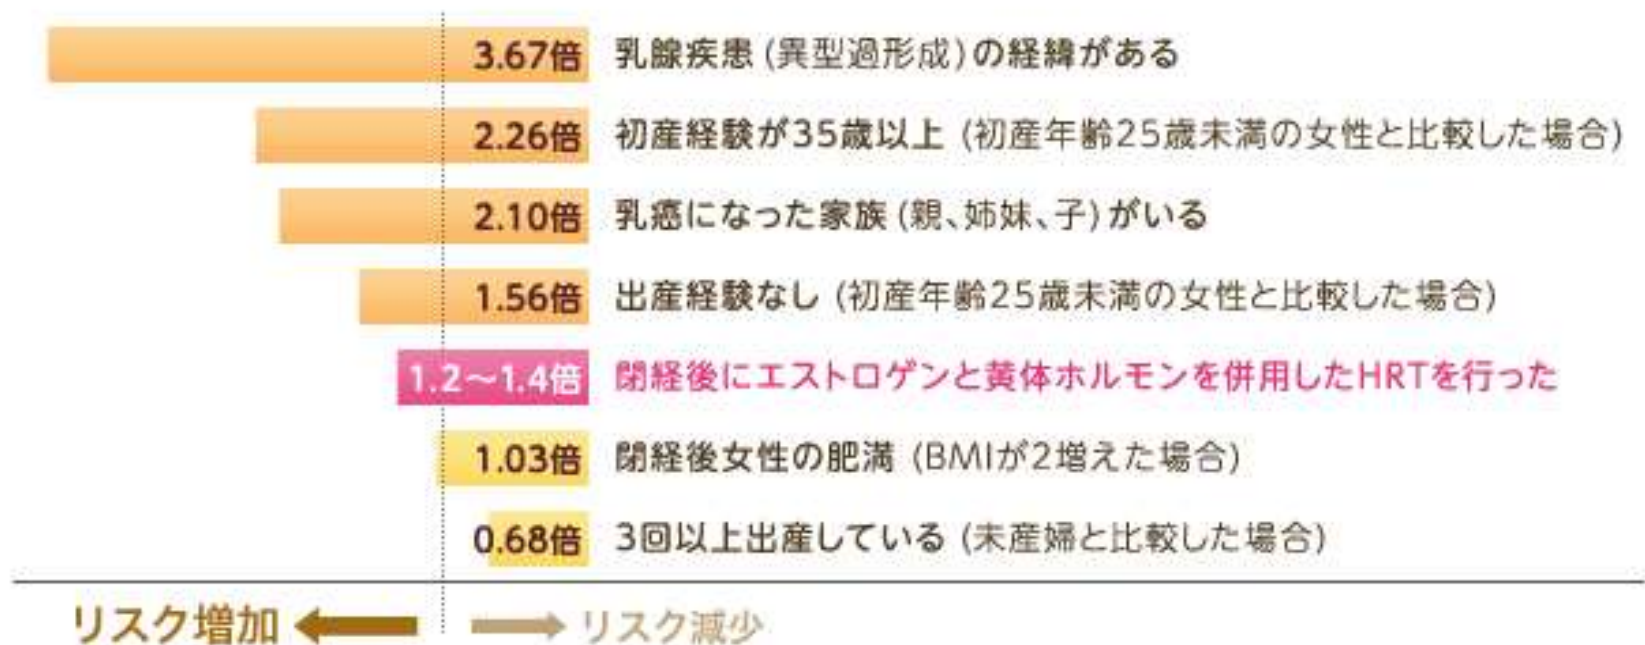 3.67倍 乳腺疾患(異型過形成)の経緯がある
2.26倍 初産経験が35歳以上 (初産年齢25歳未満の女性と比較した場合)
2.10倍 乳癌になった家族(親、姉妹、子)がいる
1.56倍 出産経験なし (初産年齢25歳未満の女性と比較した場合)
1.2〜1.4倍 閉経後にエストロゲンと黄体ホルモンを併用したHRTを行った
1.03倍 閉経後女性の肥満 (BMIが2増えた場合)
0.68倍 3回以上出産している (未産婦と比較した場合)
リスク増加 リスク減少